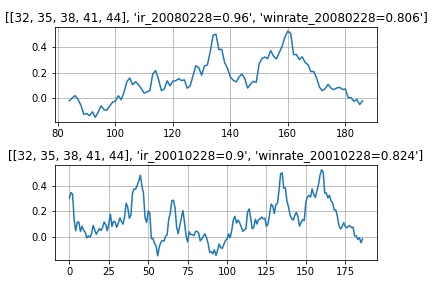 [[32, 35, 38, 41, 44], 'ir_20080228=0.96', 'winrate_20080228=0.806']
0.4
0.2
0.0
80 100 120 140 160 180
[[32, 35, 38, 41, 44], 'ir_20010228=0.9', 'winrate_20010228=0.824']
0.4
0.2
0.0
0 25 50 75 100 125 150 175